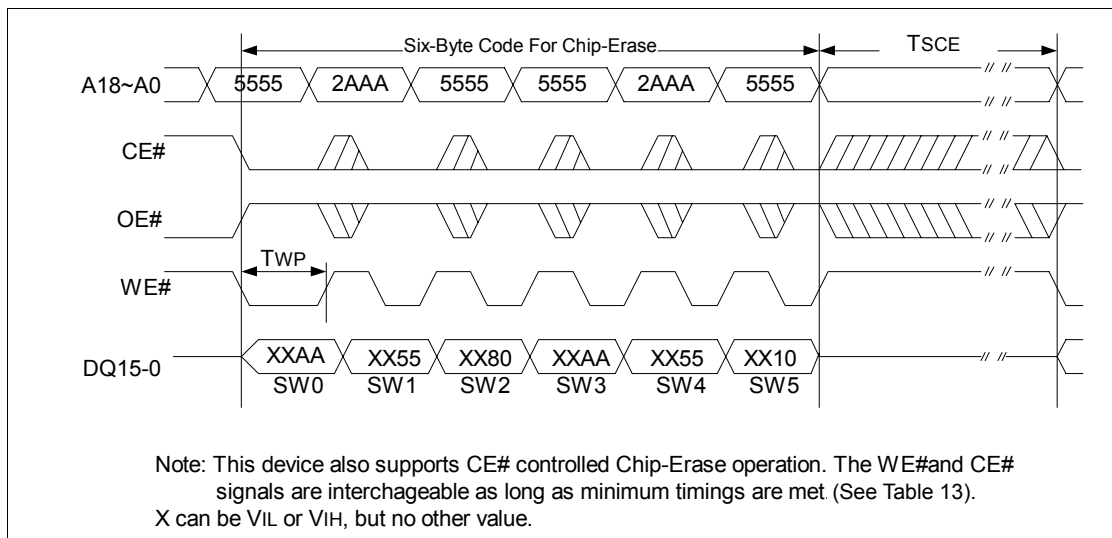 Six-Byte Code For Chip-Erase
TSCE
A18~A0
5555 2AAA 5555 5555 2AAA 5555
CE#
OE#
TWP
WE#
DQ15-0
XXAA XX55 XX80 XXAA XX55 XX10
SW0 SW1 SW2 SW3 SW4 SW5
Note: This device also supports CE# controlled Chip-Erase operation. The WE#and CE#
signals are interchageable as long as minimum timings are met. (See Table 13).
X can be VIL or VIH, but no other value.